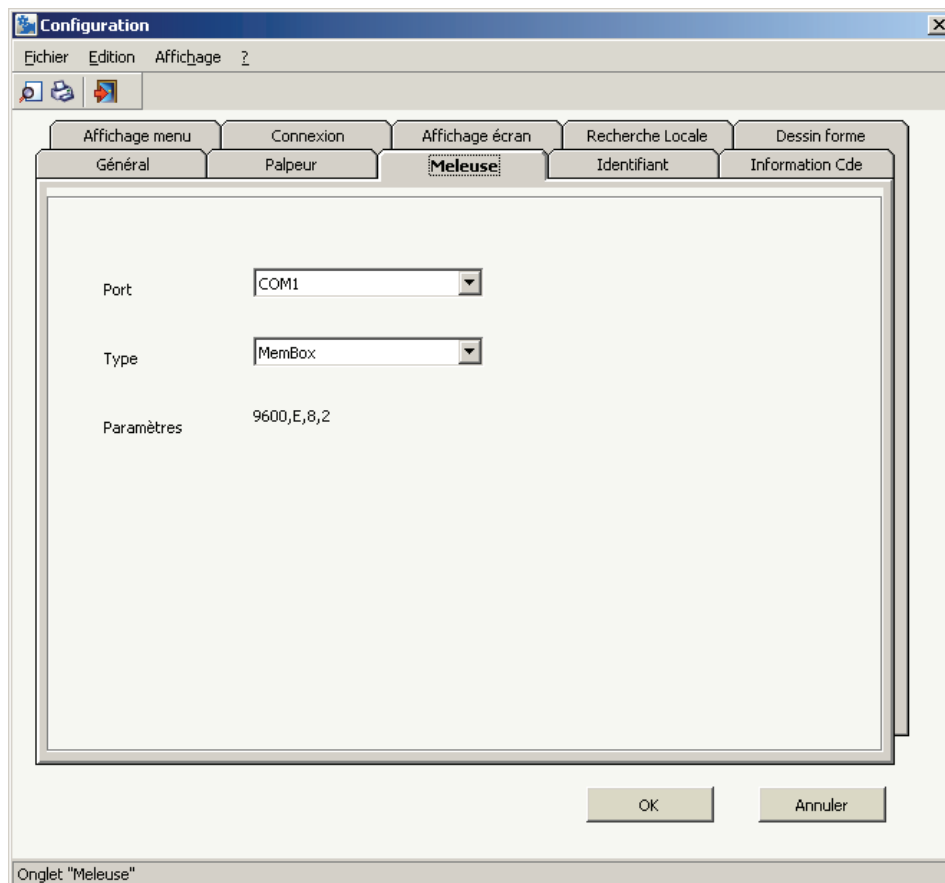 Configuration
Fichier Edition Affichage ?
Affichage menu Connexion Affichage écran Recherche Locale Dessin forme
Général Palpeur Meleuse Identifiant Information Cde
Port COM1
Type MemBox
Paramètres 9600,E,8,2
OK Annuler
Onglet "Meleuse"